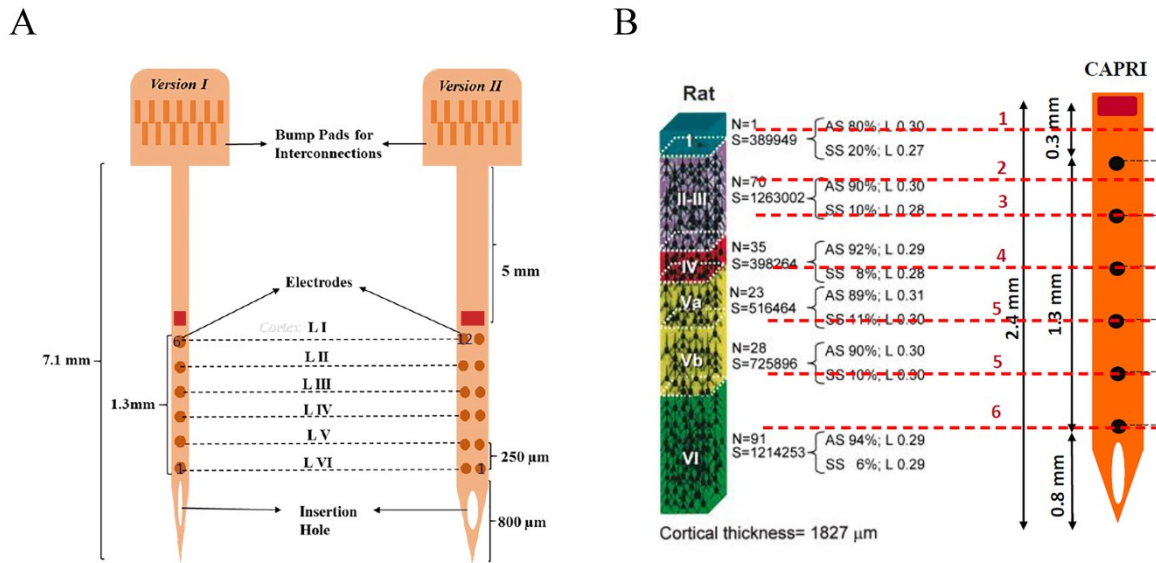 A
Version I
Version II
Bump Pads for
Interconnections
5 mm
Electrodes
Cortex L I
6
12
7.1 mm
L II
1.3mm
L III
L IV
L V
250 µm
L VI
1
1
Insertion
Hole
800 µm
B
CAPRI
Rat
I
N=1
S=389949
AS 80%; L 0.30
SS 20%; L 0.27
1
0.3 mm
II-III
N=70
S=1263002
AS 90%; L 0.30
SS 10%; L 0.28
2
3
IV
N=35
S=398264
AS 92%; L 0.29
SS 8%; L 0.28
4
Va
N=23
S=516464
AS 89%; L 0.31
SS 11%; L 0.30
5
2.4 mm
1.3 mm
Vb
N=28
S=725896
AS 90%; L 0.30
SS 10%; L 0.30
5
6
VI
N=91
S=1214253
AS 94%; L 0.29
SS 6%; L 0.29
0.8 mm
Cortical thickness= 1827 µm